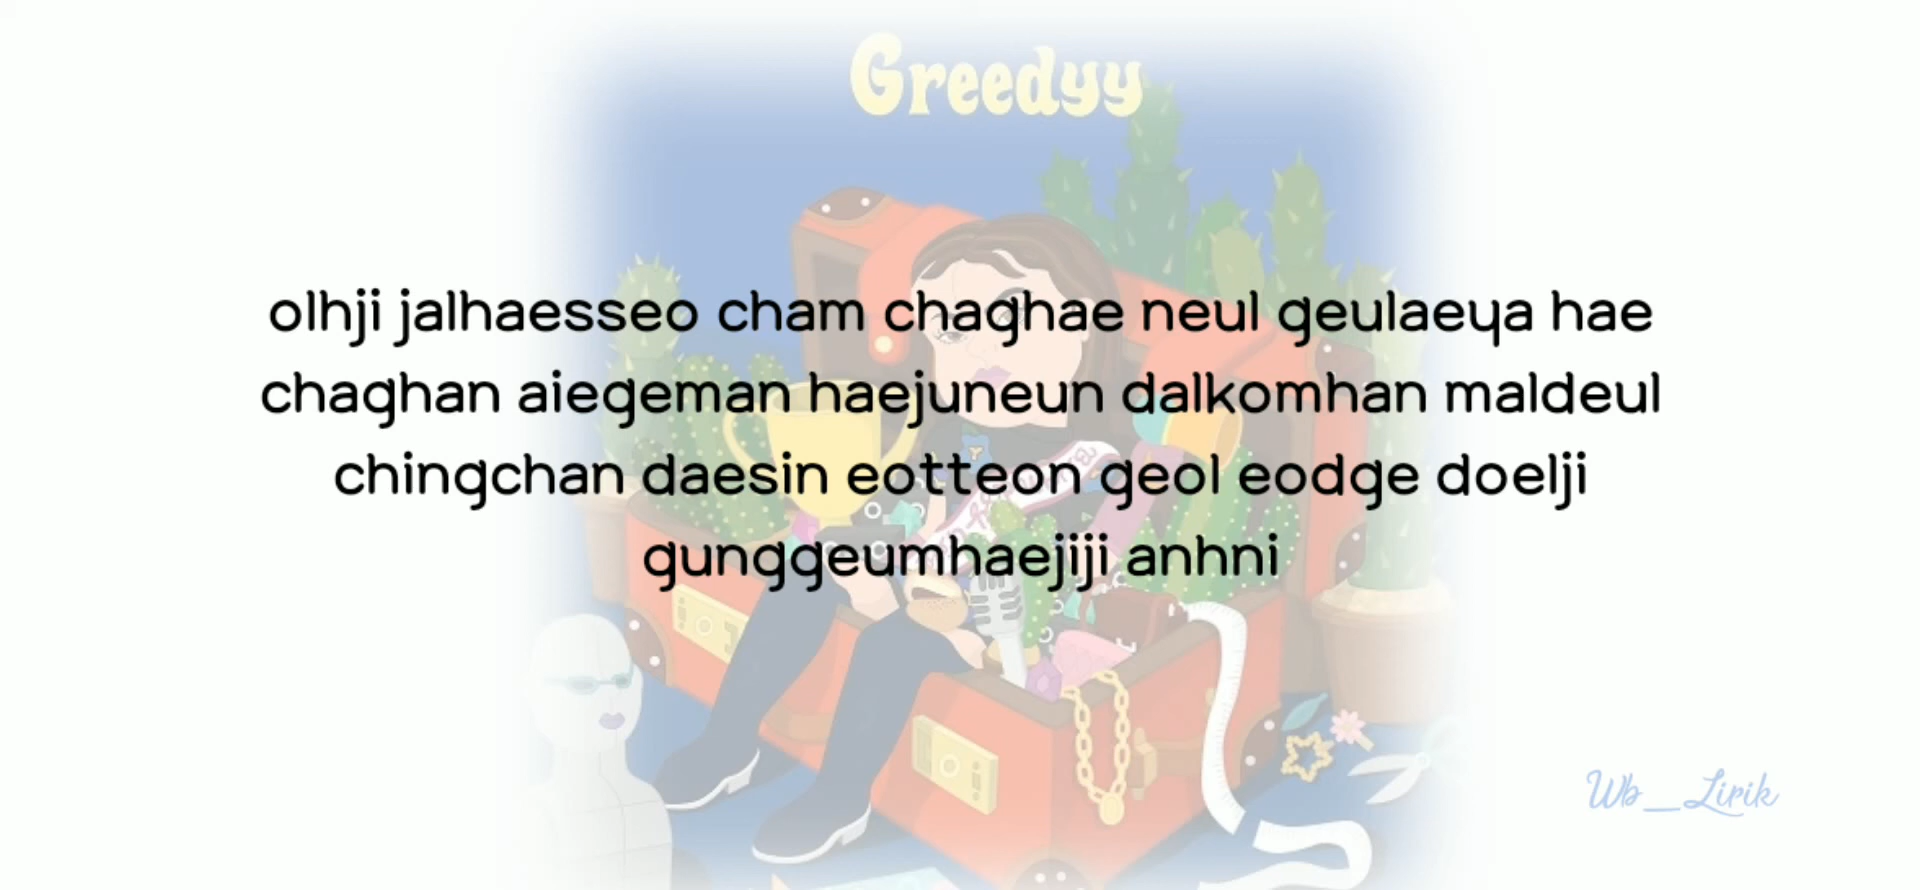 Greedyy
olhji jalhaesseo cham chaghae neul geulaeya hae
chaghan aiegeman haejuneun dalkomhan maldeul
chingchan daesin eotteon geol eodge doelji
gunggeumhaejiji anhni
Wb__Lirik